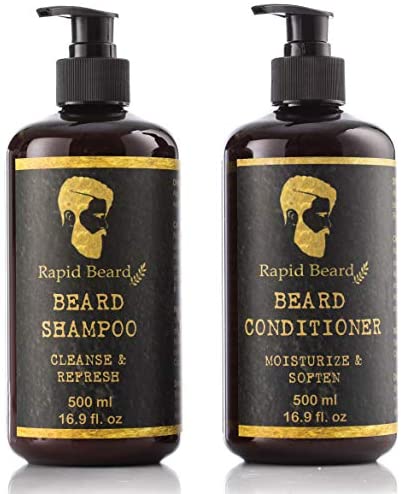 Rapid Beard
BEARD
SHAMPOO
CLEANSE &
REFRESH
500 ml
16.9 fl. oz
Rapid Beard
BEARD
CONDITIONER
MOISTURIZE &
SOFTEN
500 ml
16.9 fl. oz